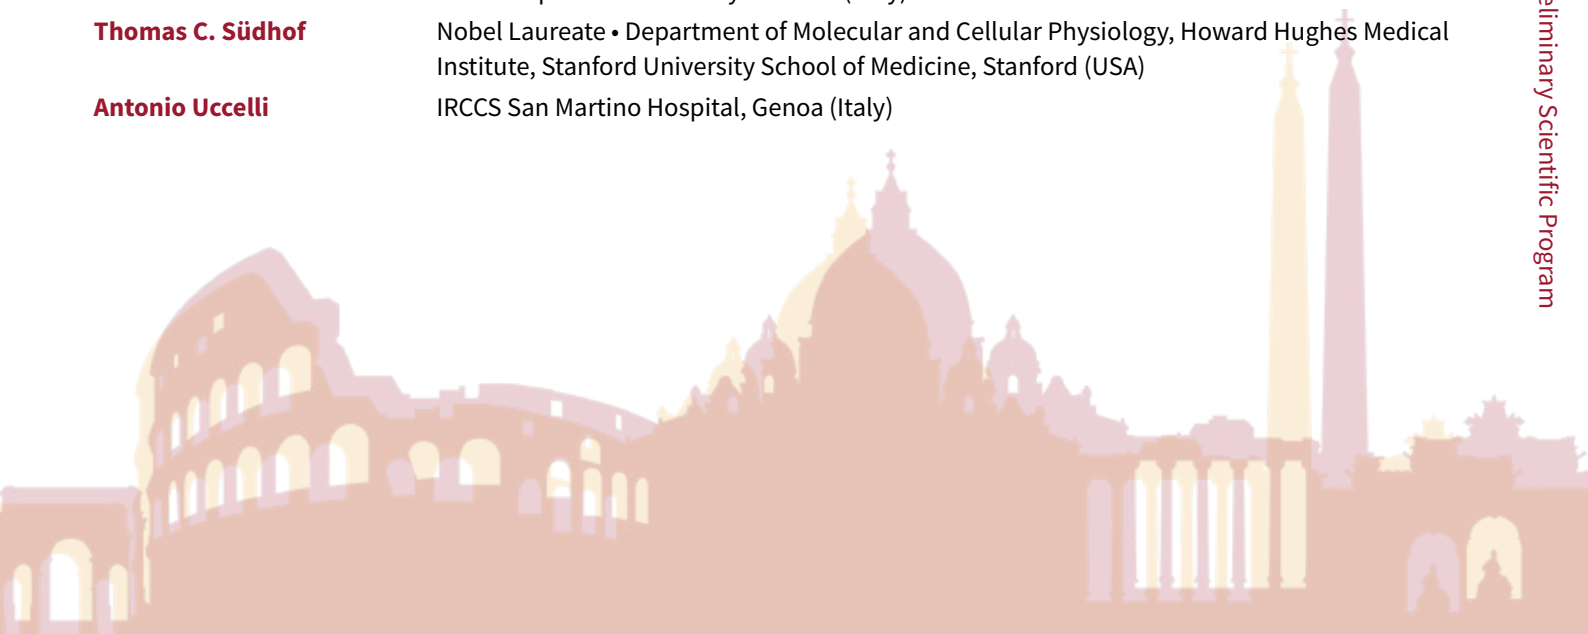 Thomas C. Südhof
Nobel Laureate • Department of Molecular and Cellular Physiology, Howard Hughes Medical
Institute, Stanford University School of Medicine, Stanford (USA)
Antonio Uccelli
IRCCS San Martino Hospital, Genoa (Italy)
Scientific Program